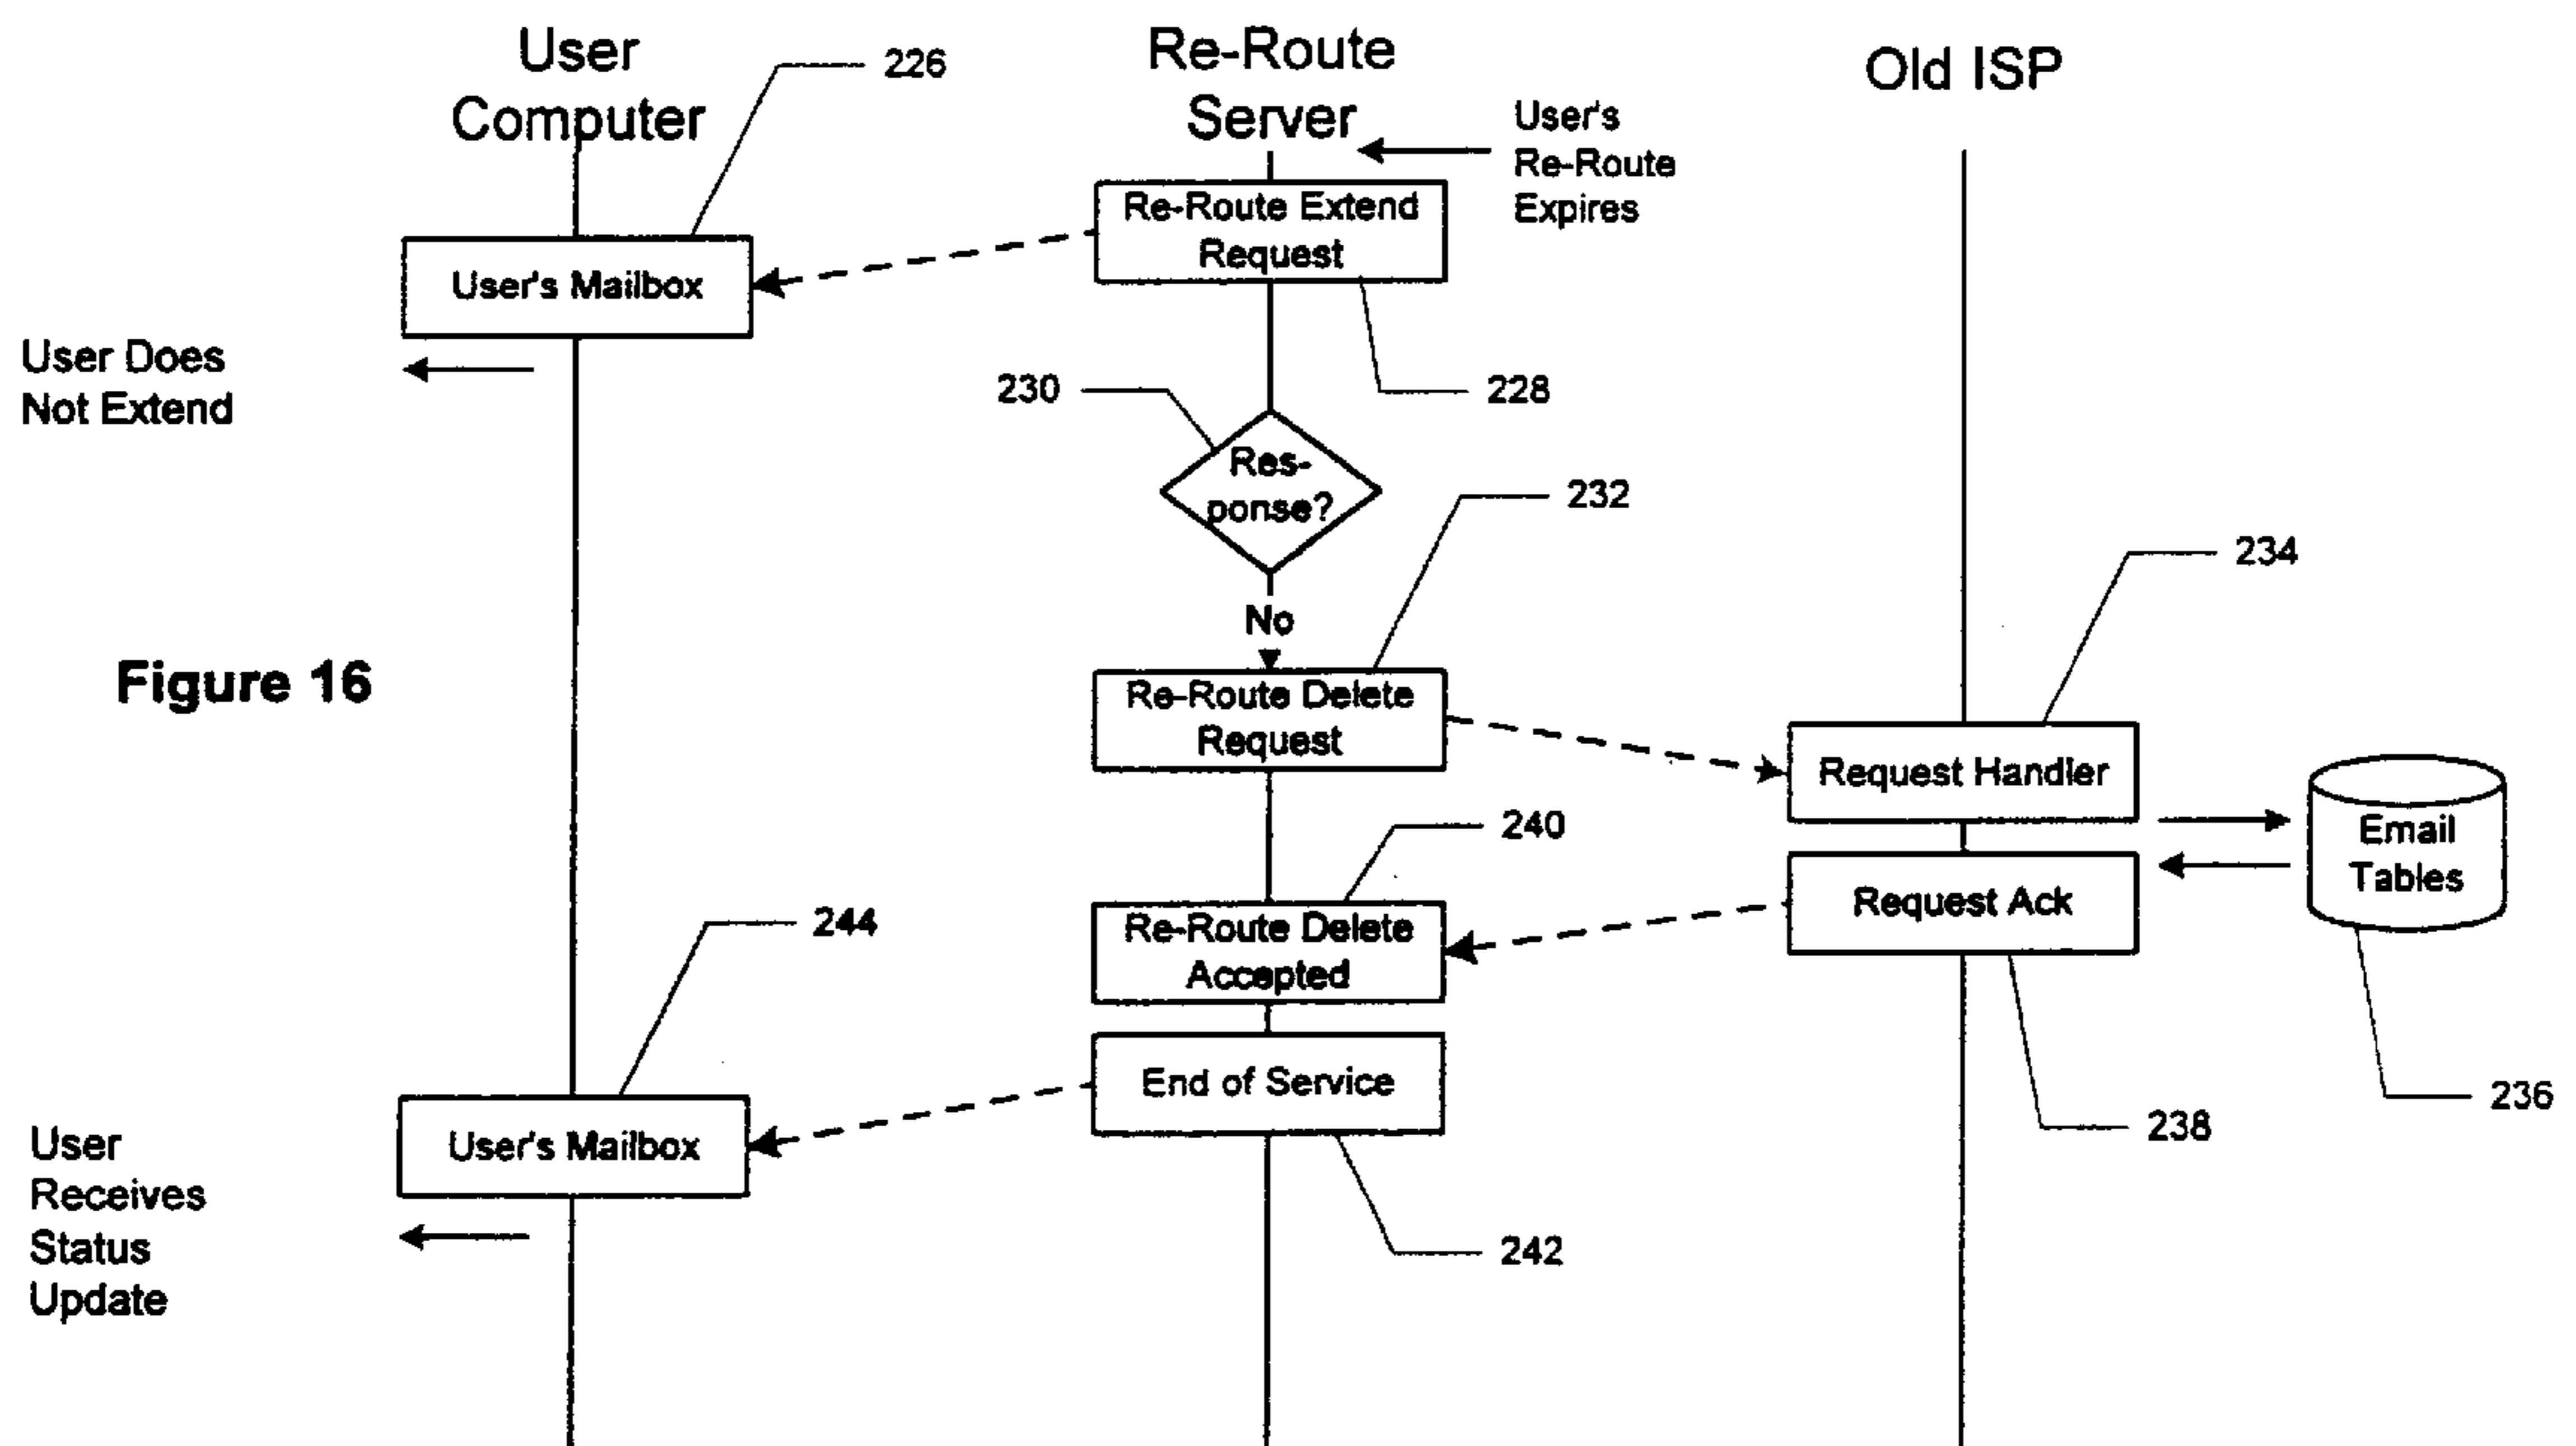 User
Computer
226
Re-Route
Server
User's
Re-Route
Expires
Old ISP
Re-Route Extend
Request
User's Mailbox
User Does
Not Extend
230
228
Res-
ponse?
232
No
234
Figure 16
Re-Route Delete
Request
Request Handler
Email
Tables
240
Request Ack
244
Re-Route Delete
Accepted
End of Service
236
238
User's Mailbox
User
Receives
Status
Update
242